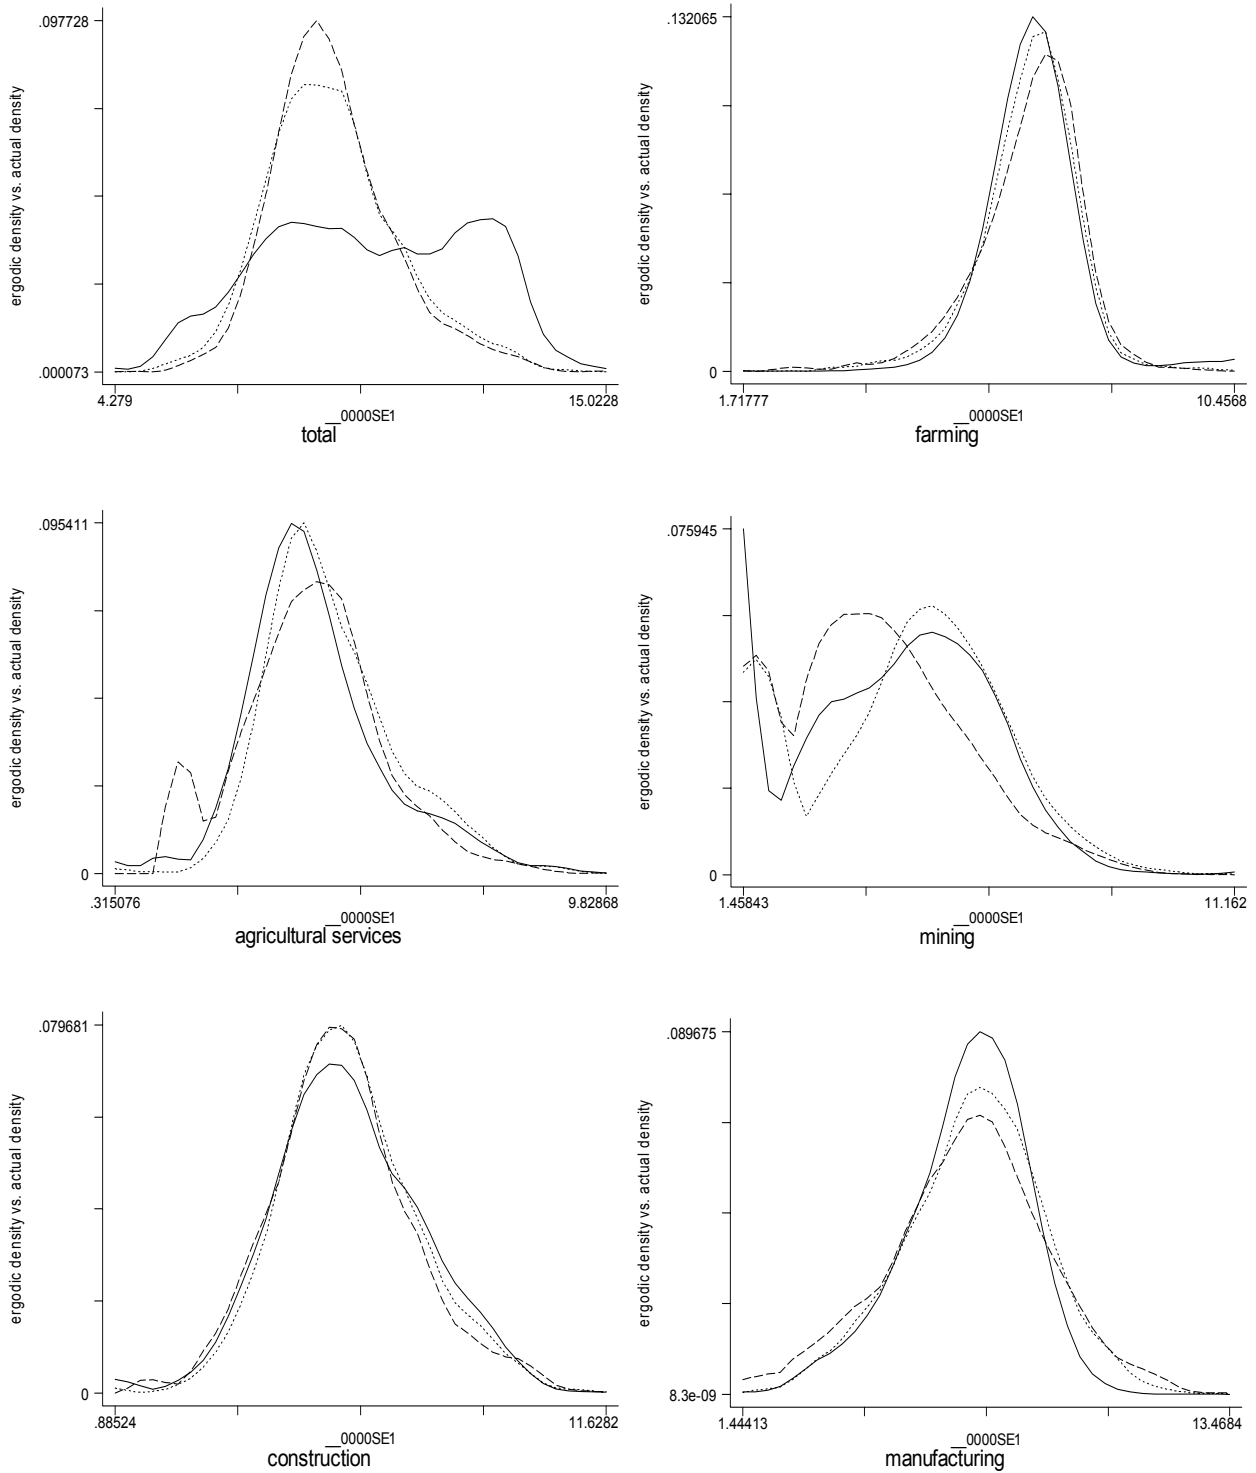 ergodic density vs. actual density
.097728
.000073
4.279
15.0228
__0000SE1
total
ergodic density vs. actual density
.132065
0
1.71777
10.4568
__0000SE1
farming
ergodic density vs. actual density
.095411
0
.315076
9.82868
__0000SE1
agricultural services
ergodic density vs. actual density
.075945
0
1.45843
11.162
__0000SE1
mining
ergodic density vs. actual density
.079681
0
.88524
11.6282
__0000SE1
construction
ergodic density vs. actual density
.089675
8.3e-09
1.44413
13.4684
__0000SE1
manufacturing